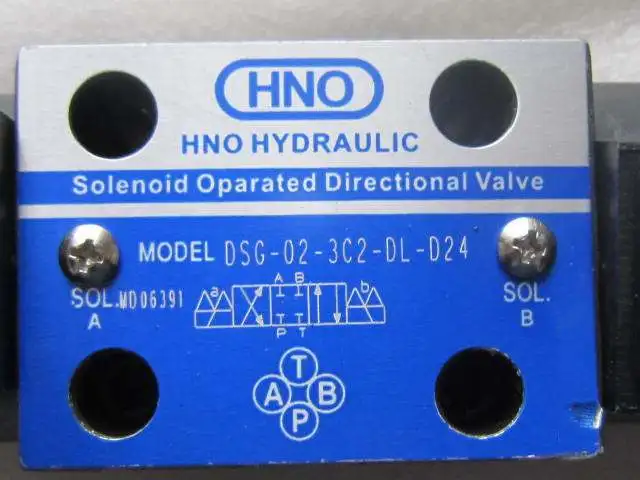 HNO
HNO HYDRAULIC
Solenoid Oparated Directional Valve
MODEL DSG-02-3C2-DL-D24
SOL. MD06391
A
a A B b
P T
SOL.
B
T
A B
P